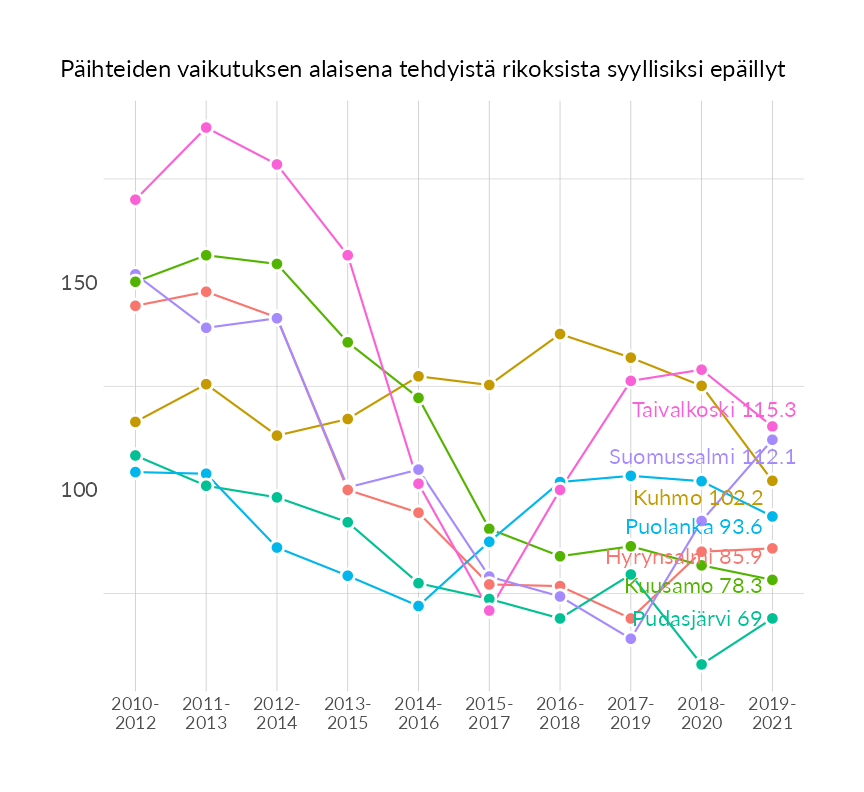 Päihteiden vaikutuksen alaisena tehdyistä rikoksista syyllisiksi epäillyt
150
100
Taivalkoski 115.3
Suomussalmi 112.1
Kuhmo 102.2
Puolanka 93.6
Hyrynsalmi 85.9
Kuusamo 78.3
Pudasjärvi 69
2010- 2011- 2012- 2013- 2014- 2015- 2016- 2017- 2018- 2019-
2012 2013 2014 2015 2016 2017 2018 2019 2020 2021